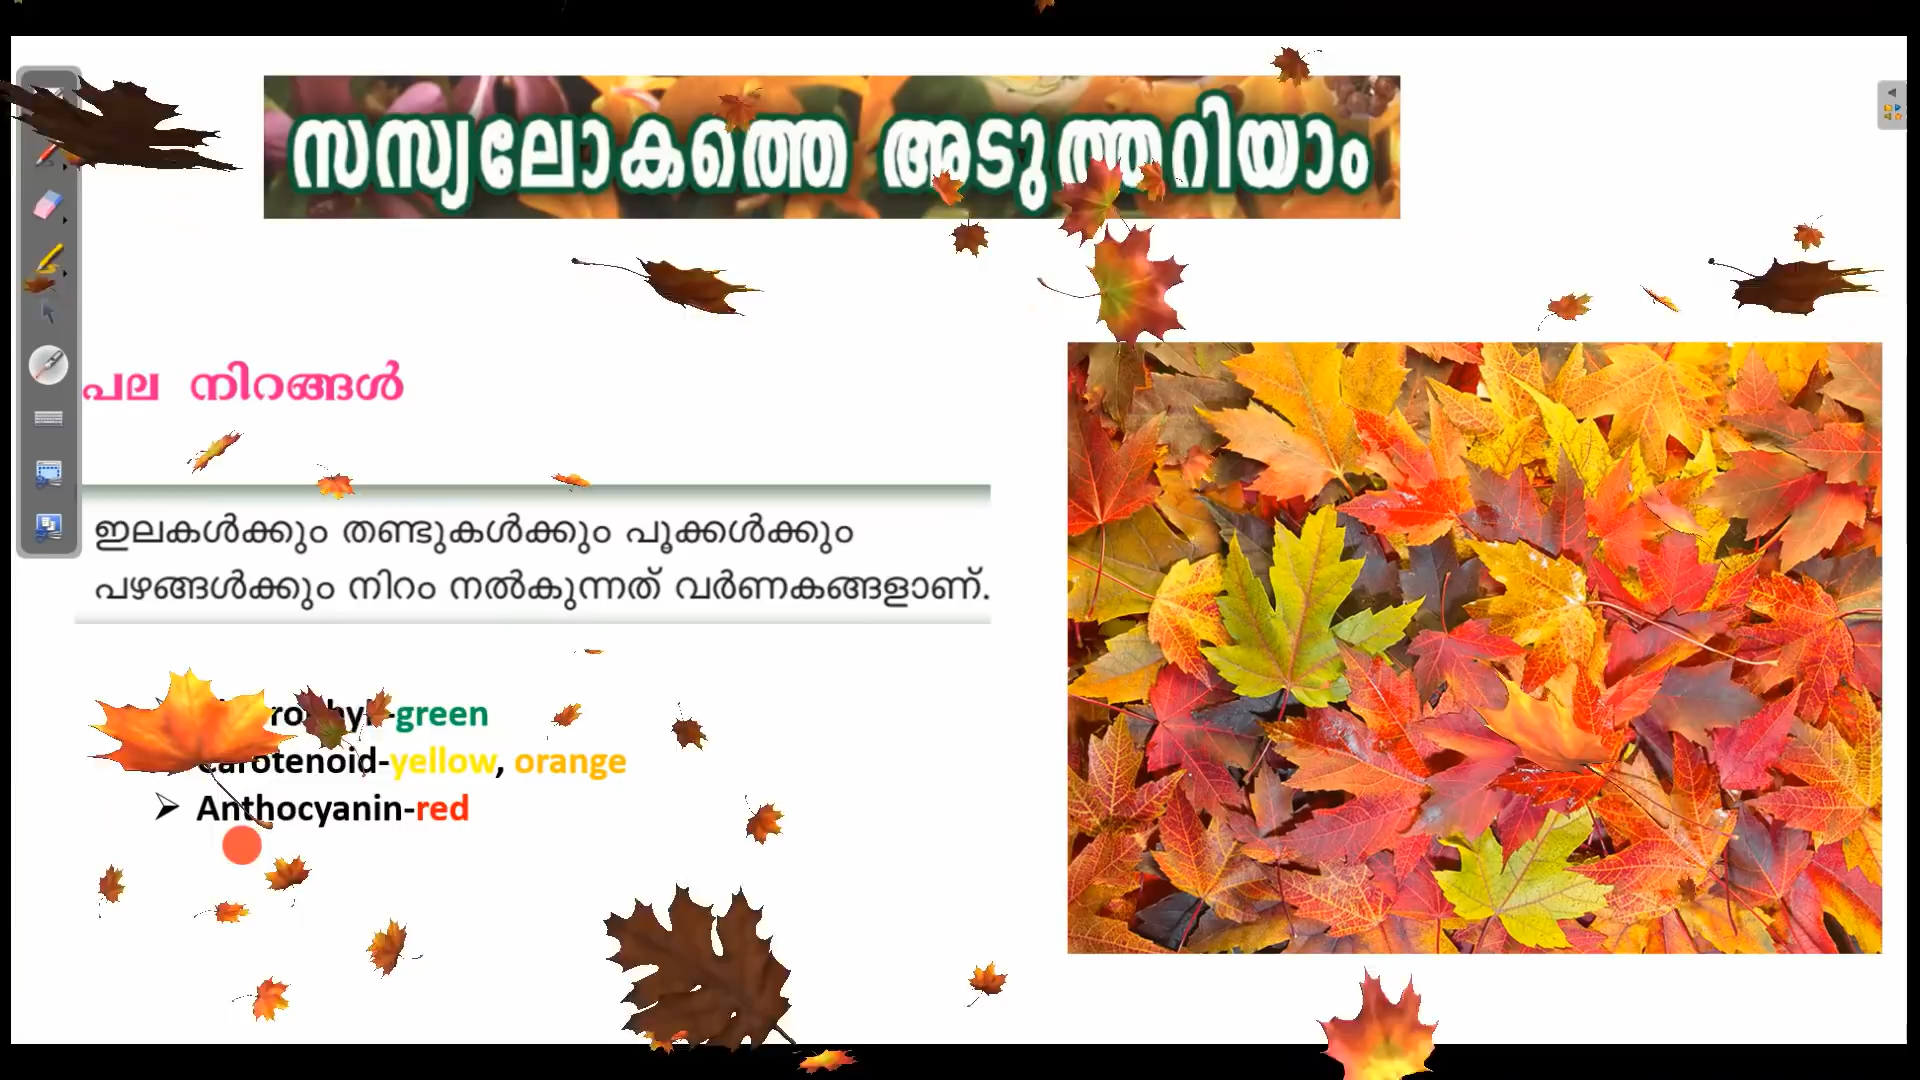 സസ്യലോകത്തെ അടുത്തറിയാം
പല നിറങ്ങൾ
ഇലകൾക്കും തണ്ടുകൾക്കും പൂക്കൾക്കും
പഴങ്ങൾക്കും നിറം നൽകുന്നത് വർണകങ്ങളാണ്.
-green
Carotenoid-yellow, orange
➢ Anthocyanin-red